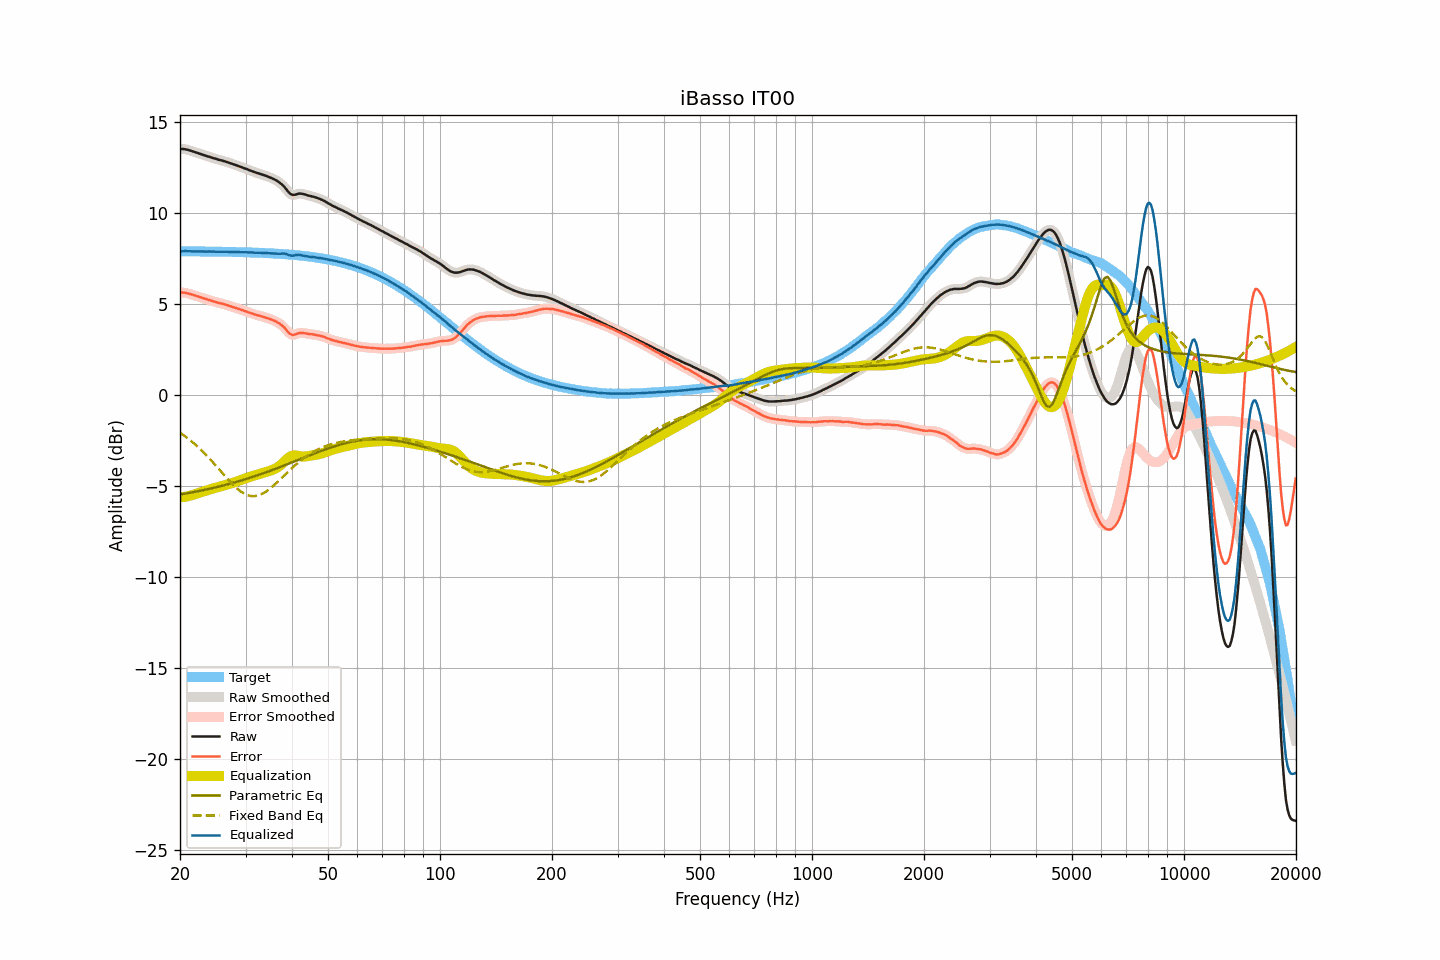 iBasso IT00
15
10
5
0
−5
−10
−15
−20
−25
Amplitude (dBr)
Target
Raw Smoothed
Error Smoothed
Raw
Error
Equalization
Parametric Eq
Fixed Band Eq
Equalized
20 50 100 200 500 1000 2000 5000 10000 20000
Frequency (Hz)